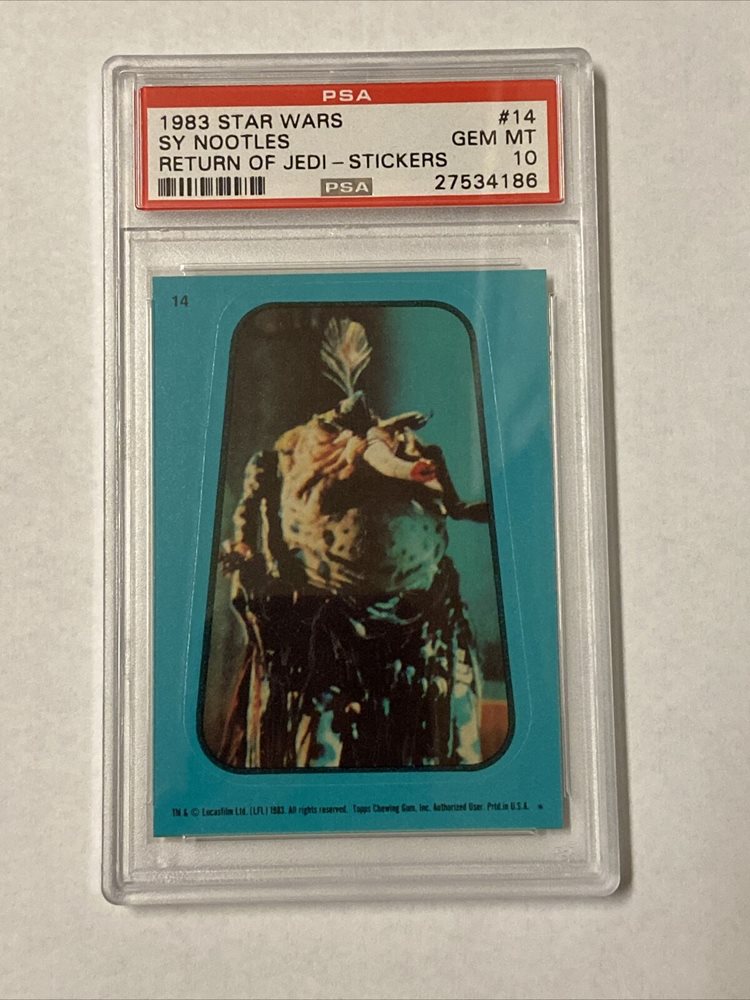 PSA
1983 STAR WARS #14
SY NOOTLES GEM MT
RETURN OF JEDI - STICKERS 10
PSA 27534186
14
TM & © Lucasfilm Ltd. (LFL) 1983. All rights reserved. Topps Chewing Gum, Inc. Authorized User. Prtd. in U.S.A. *